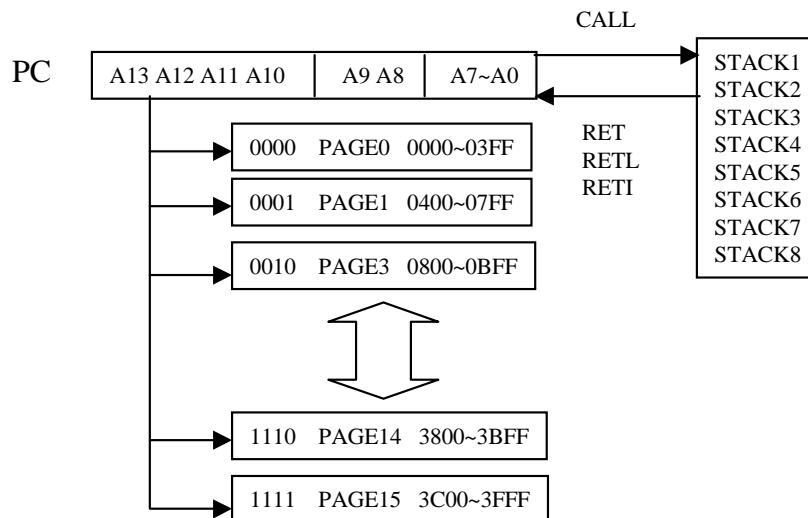 CALL
PC
A13 A12 A11 A10
A9 A8
A7~A0
STACK1
STACK2
STACK3
STACK4
STACK5
STACK6
STACK7
STACK8
RET
RETL
RETI
0000 PAGE0 0000~03FF
0001 PAGE1 0400~07FF
0010 PAGE3 0800~0BFF
1110 PAGE14 3800~3BFF
1111 PAGE15 3C00~3FFF